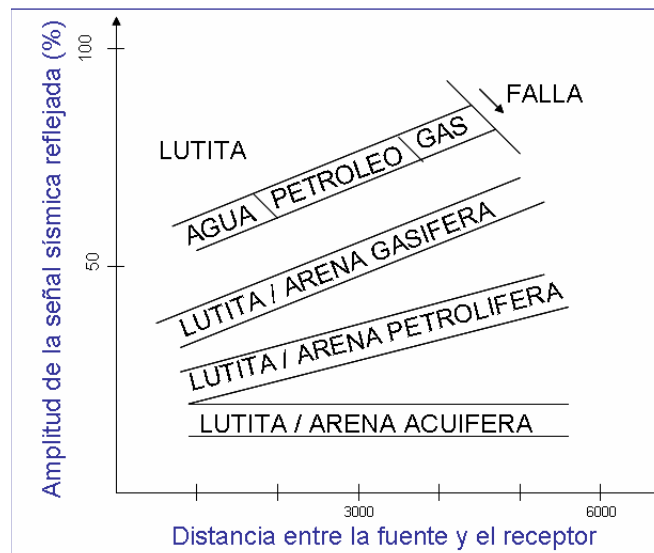 Amplitud de la señal sísmica reflejada (%)
100
50
FALLA
LUTITA
GAS
PETROLEO
AGUA
LUTITA / ARENA GASIFERA
LUTITA / ARENA PETROLIFERA
LUTITA / ARENA ACUIFERA
3000
6000
Distancia entre la fuente y el receptor